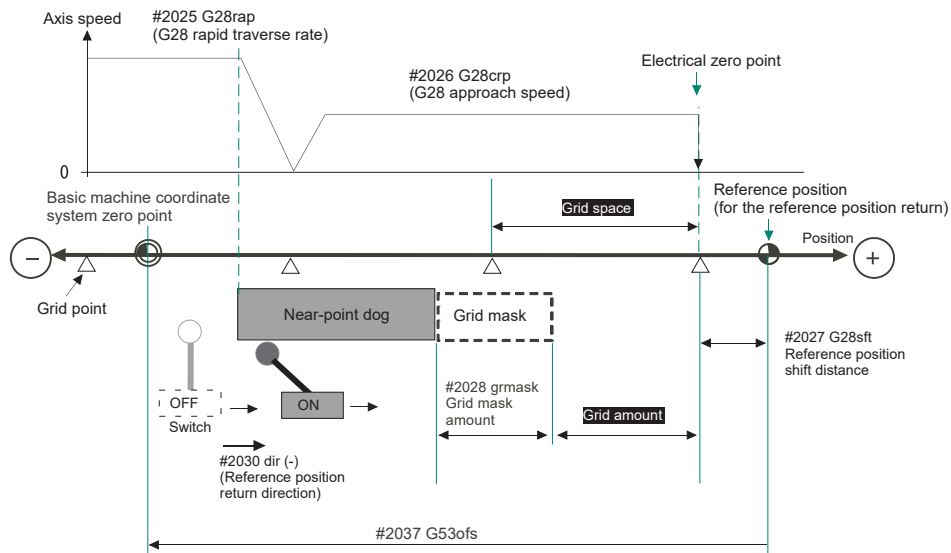 Axis speed
#2025 G28rap
(G28 rapid traverse rate)
Electrical zero point
#2026 G28crp
(G28 approach speed)
0
Basic machine coordinate
system zero point
Reference position
(for the reference position return)
Grid space
Position
−
+
Grid point
Near-point dog
Grid mask
#2027 G28sft
Reference position
shift distance
#2028 grmask
Grid mask
amount
Grid amount
OFF
ON
Switch
#2030 dir (-)
(Reference position
return direction)
#2037 G53ofs